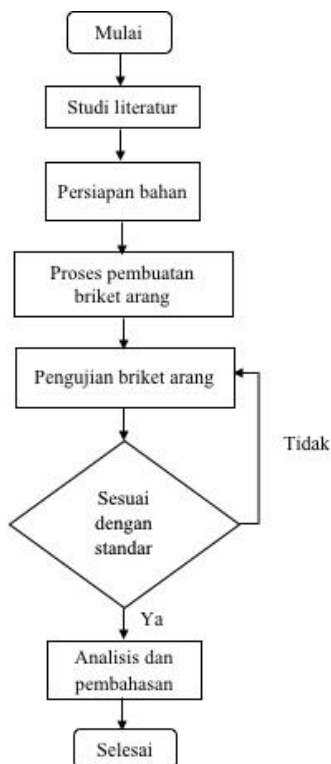 Mulai
Studi literatur
Persiapan bahan
Proses pembuatan
briket arang
Pengujian briket arang
Tidak
Sesuai
dengan
standar
Ya
Analisis dan
pembahasan
Selesai